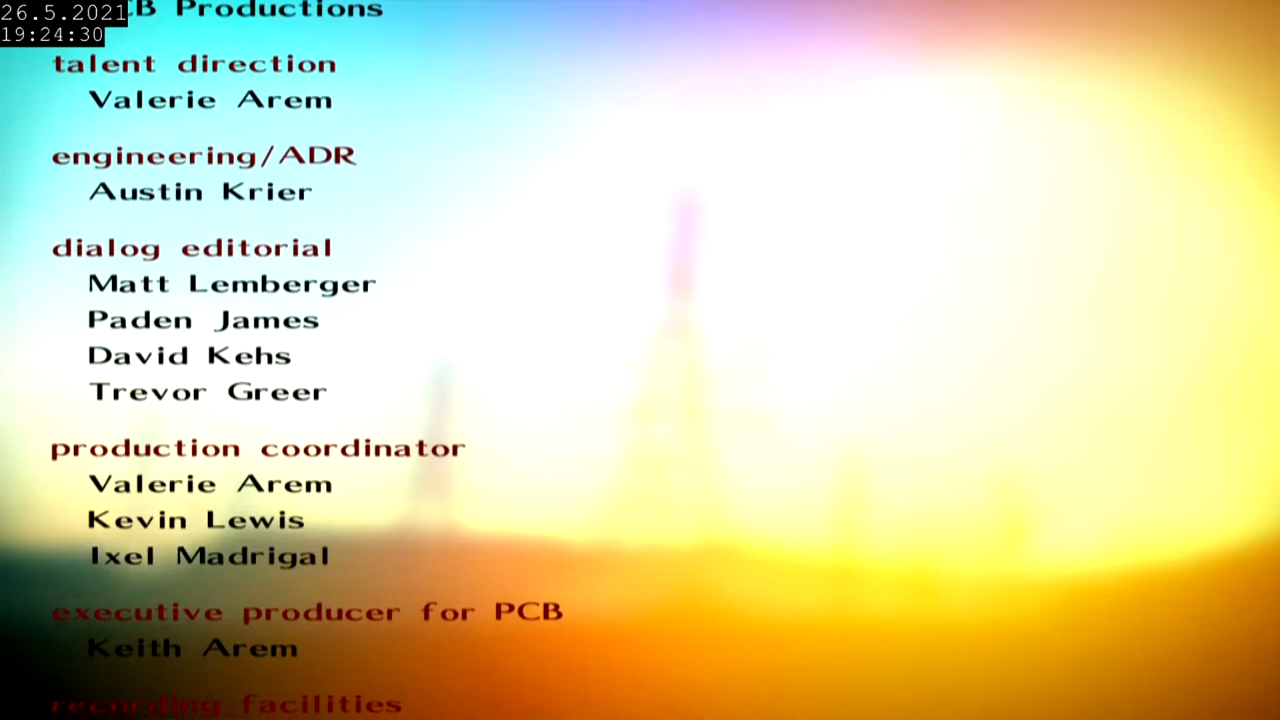 26.5.2021
19:24:30
CB Productions
talent direction
Valerie Arem
engineering/ADR
Austin Krier
dialog editorial
Matt Lemberger
Paden James
David Kehs
Trevor Greer
production coordinator
Valerie Arem
Kevin Lewis
Ixel Madrigal
executive producer for PCB
Keith Arem
recording facilities